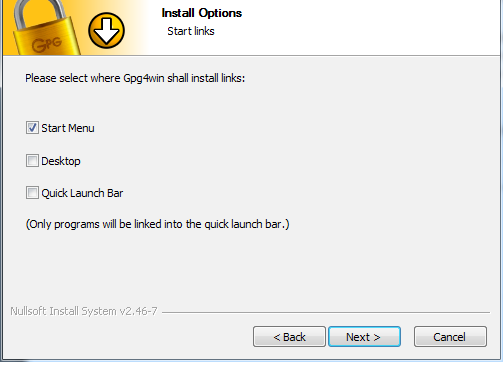 Install Options
Start links
GPG
Please select where Gpg4win shall install links:
Start Menu
Desktop
Quick Launch Bar
(Only programs will be linked into the quick launch bar.)
Nullsoft Install System v2.46-7
< Back
Next >
Cancel